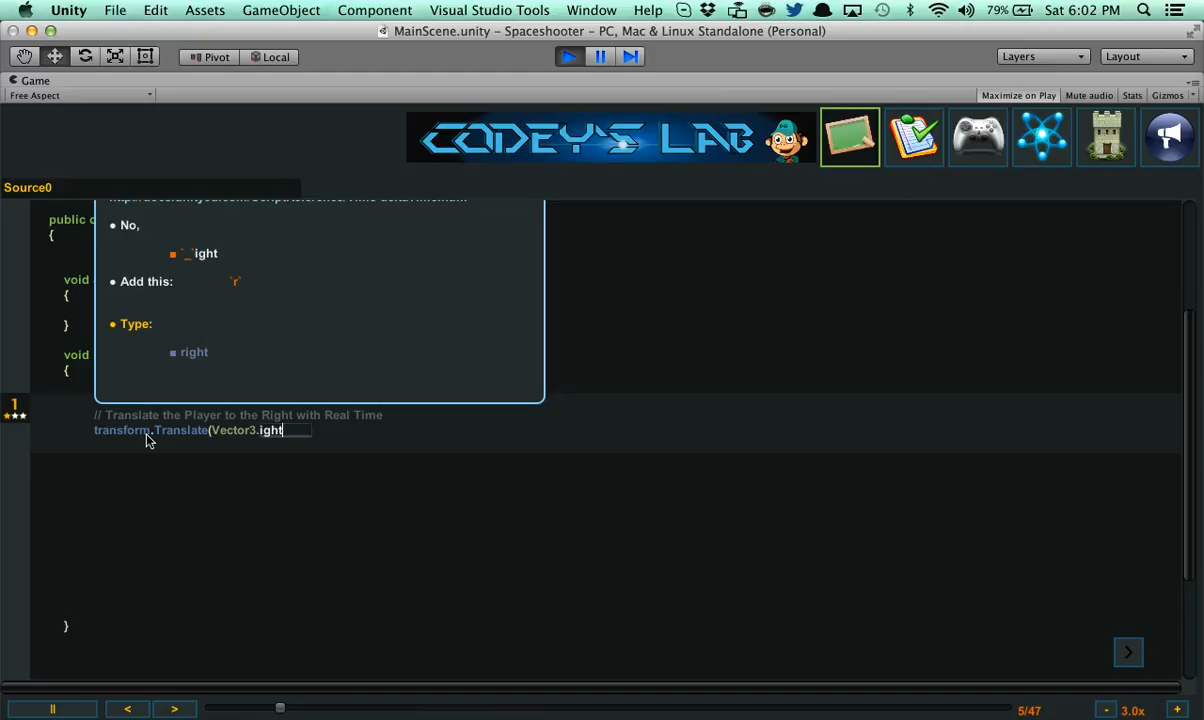 Unity File Edit Assets GameObject Component Visual Studio Tools Window Help 79% Sat 6:02 PM
MainScene.unity – Spaceshooter – PC, Mac & Linux Standalone (Personal)
Pivot Local Layers Layout
Game
Free Aspect Maximize on Play Mute audio Stats Gizmos
CODEY'S LAB
Source0
public c
{
• No,
▪ `_`ight
void
• Add this: `r`
{
}
• Type:
▪ right
void
{
1
// Translate the Player to the Right with Real Time
transform.Translate(Vector3.ight
}
>
|| < > 5/47 - 3.0x +